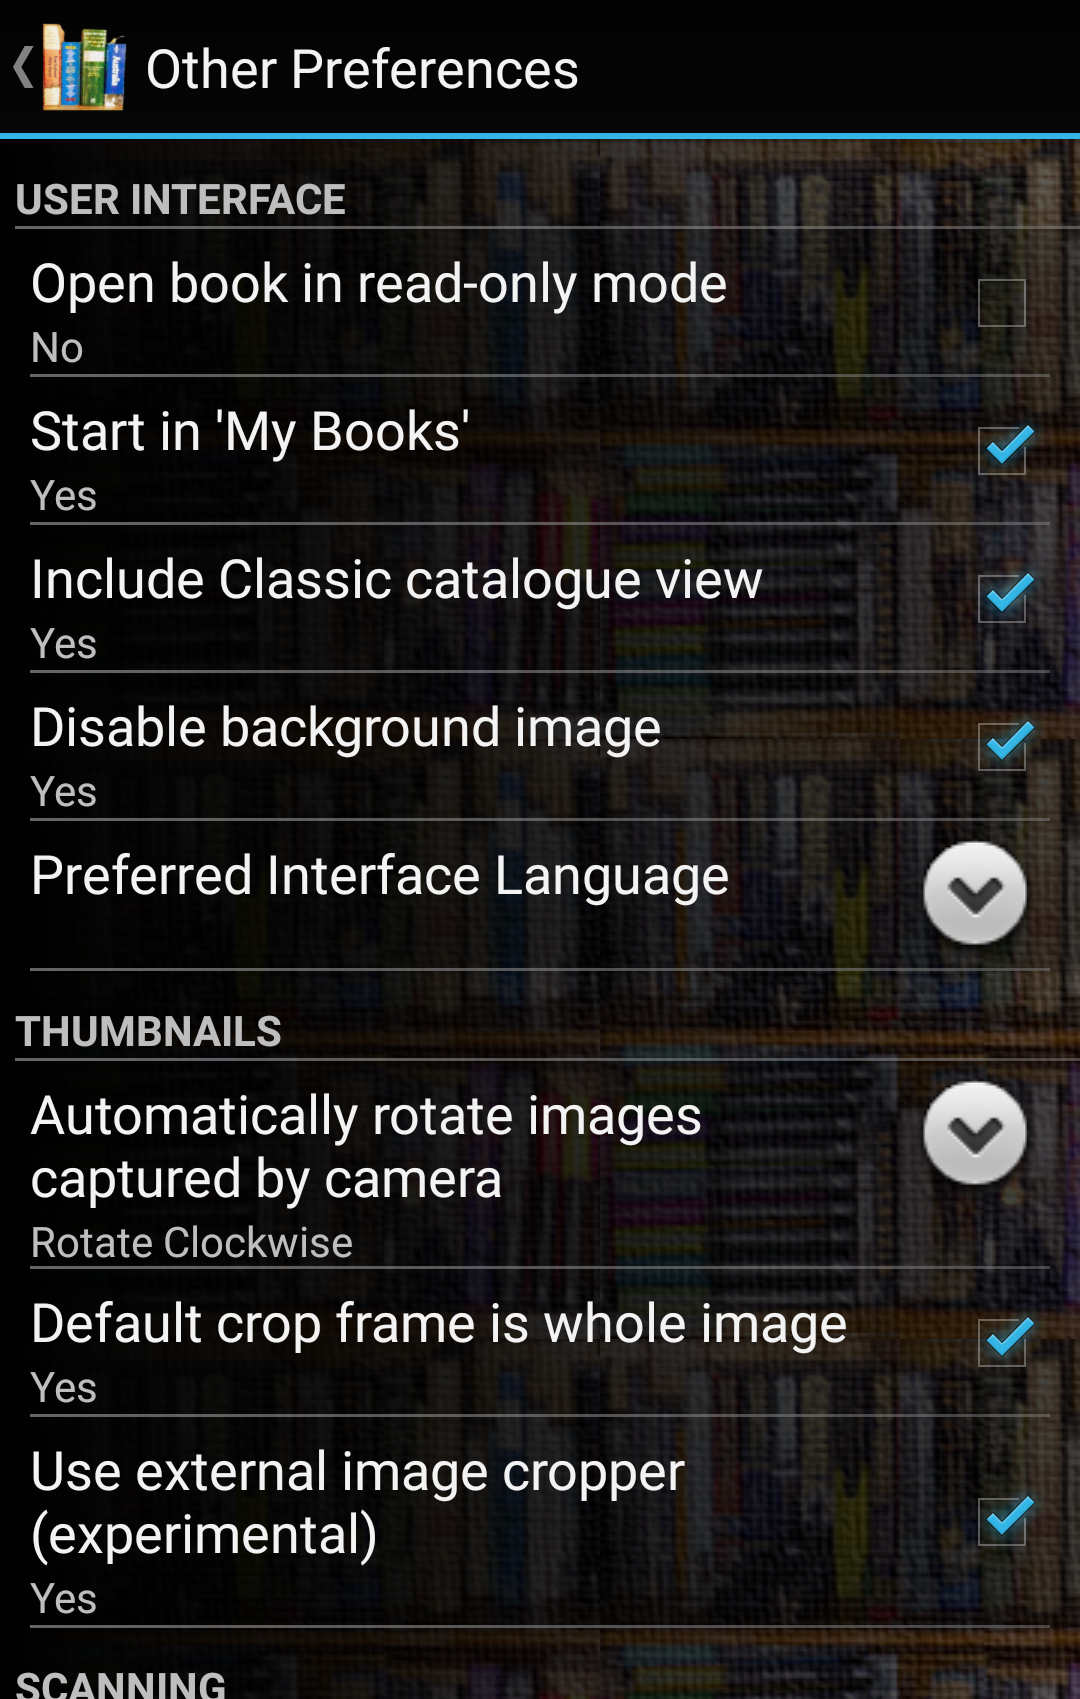 Other Preferences
USER INTERFACE
Open book in read-only mode
No
Start in 'My Books'
Yes
Include Classic catalogue view
Yes
Disable background image
Yes
Preferred Interface Language
THUMBNAILS
Automatically rotate images
captured by camera
Rotate Clockwise
Default crop frame is whole image
Yes
Use external image cropper
(experimental)
Yes
SCANNING